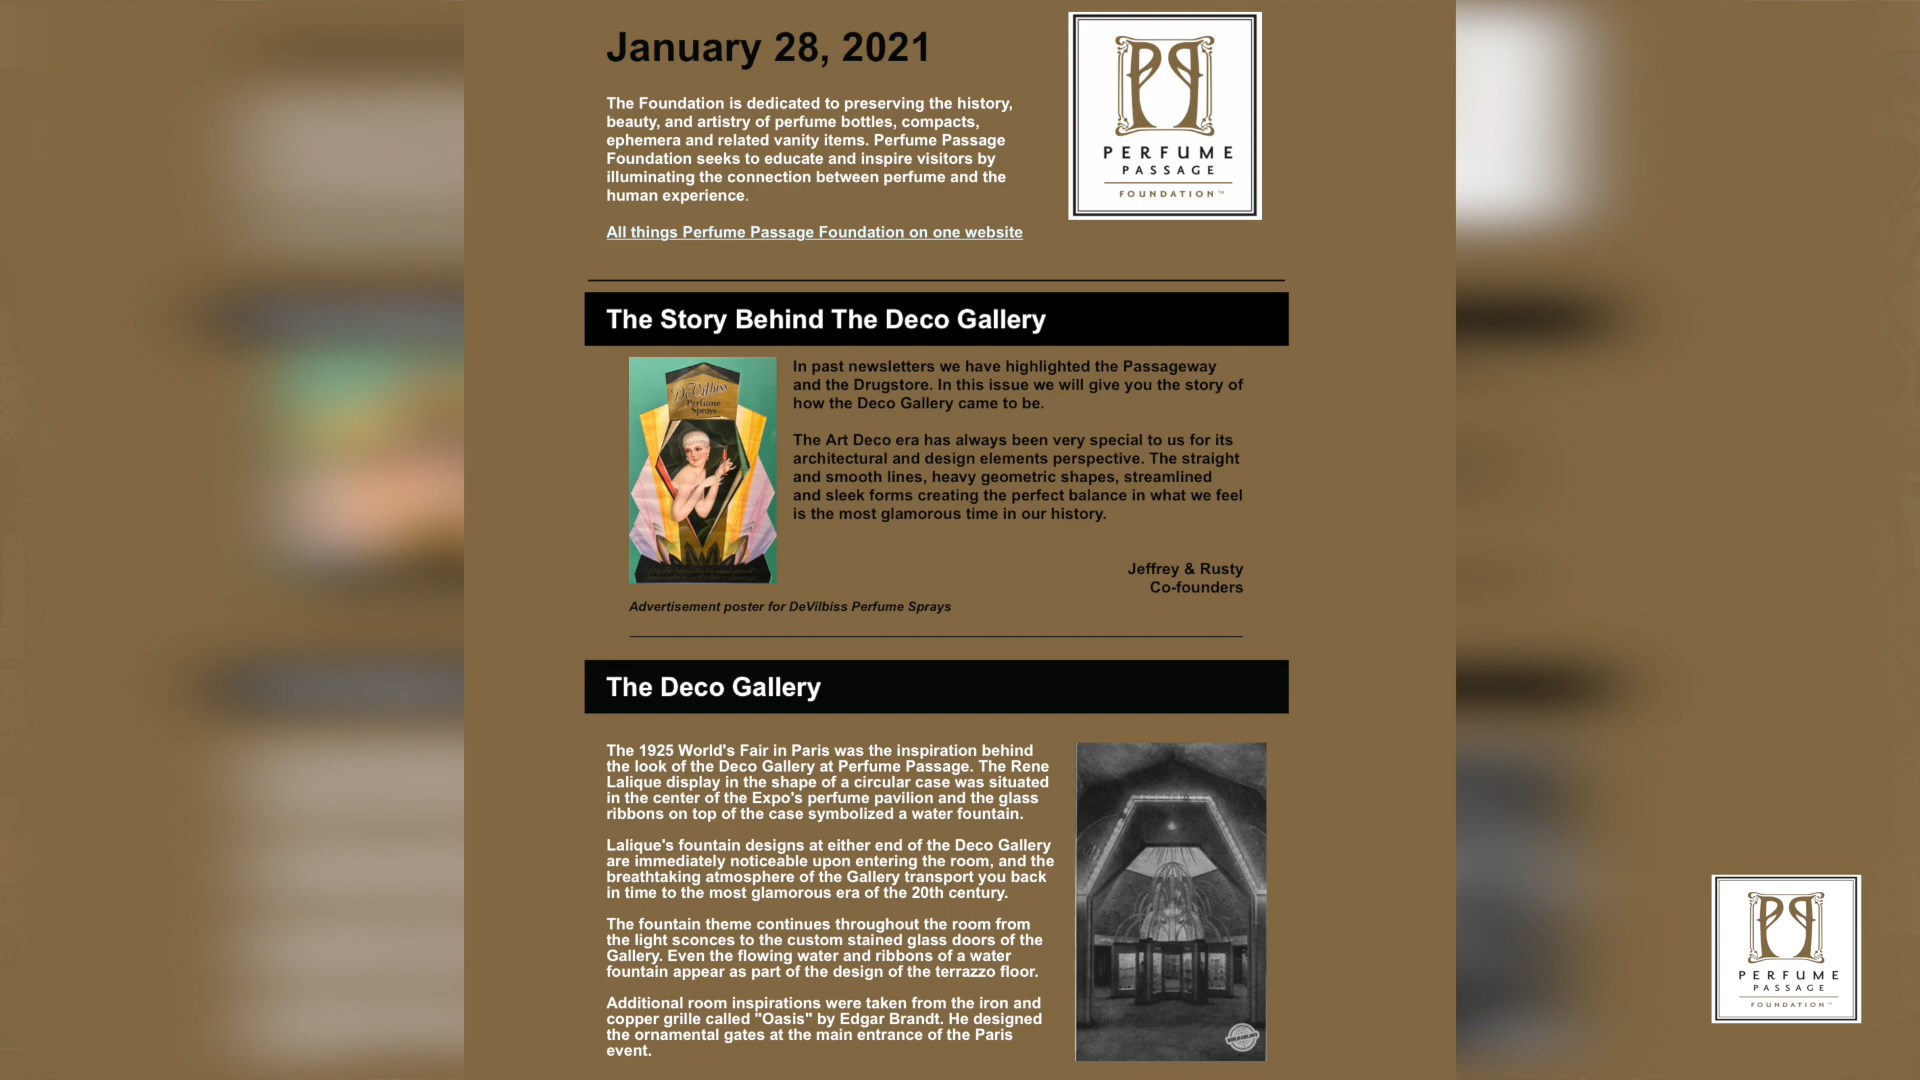 January 28, 2021
The Foundation is dedicated to preserving the history,
beauty, and artistry of perfume bottles, compacts,
ephemera and related vanity items. Perfume Passage
Foundation seeks to educate and inspire visitors by
illuminating the connection between perfume and the
human experience.
All things Perfume Passage Foundation on one website
PERFUME
PASSAGE
FOUNDATION™
The Story Behind The Deco Gallery
DeVilbiss
Perfume
Sprays
In past newsletters we have highlighted the Passageway
and the Drugstore. In this issue we will give you the story of
how the Deco Gallery came to be.
The Art Deco era has always been very special to us for its
architectural and design elements perspective. The straight
and smooth lines, heavy geometric shapes, streamlined
and sleek forms creating the perfect balance in what we feel
is the most glamorous time in our history.
Jeffrey & Rusty
Co-founders
Advertisement poster for DeVilbiss Perfume Sprays
The Deco Gallery
The 1925 World's Fair in Paris was the inspiration behind
the look of the Deco Gallery at Perfume Passage. The Rene
Lalique display in the shape of a circular case was situated
in the center of the Expo's perfume pavilion and the glass
ribbons on top of the case symbolized a water fountain.
Lalique's fountain designs at either end of the Deco Gallery
are immediately noticeable upon entering the room, and the
breathtaking atmosphere of the Gallery transport you back
in time to the most glamorous era of the 20th century.
The fountain theme continues throughout the room from
the light sconces to the custom stained glass doors of the
Gallery. Even the flowing water and ribbons of a water
fountain appear as part of the design of the terrazzo floor.
Additional room inspirations were taken from the iron and
copper grille called "Oasis" by Edgar Brandt. He designed
the ornamental gates at the main entrance of the Paris
event.
PERFUME
PASSAGE
FOUNDATION™